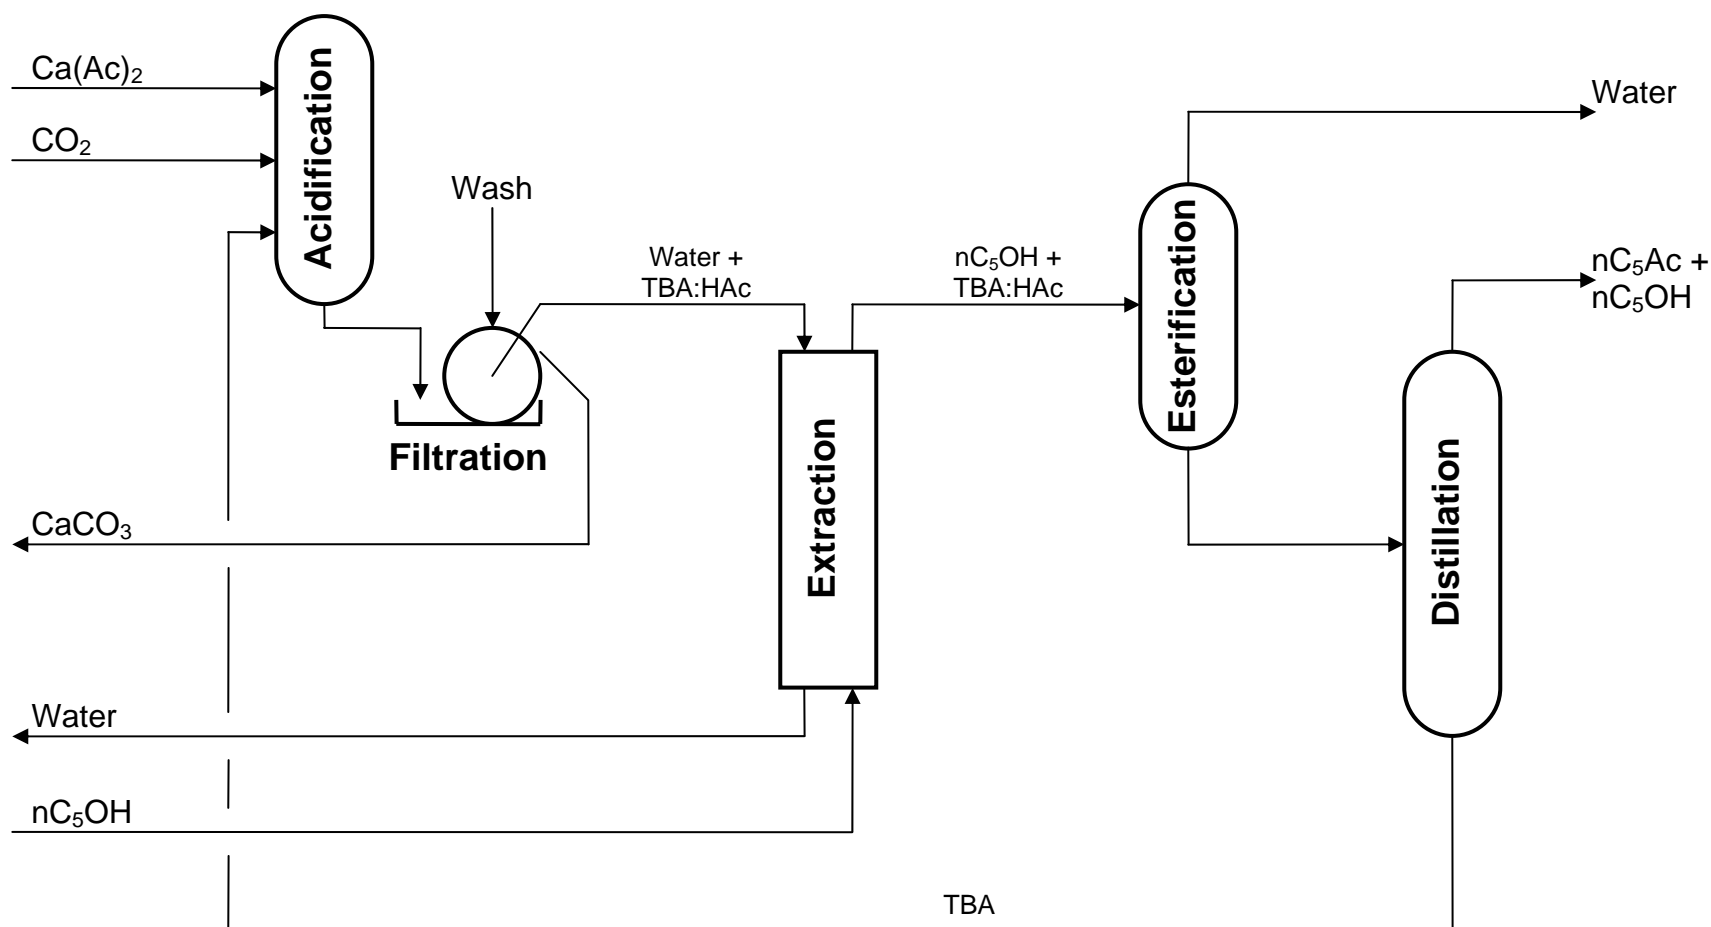 Ca(Ac)₂
CO₂
Acidification
Wash
Filtration
CaCO₃
Water
nC₅OH
Water +
TBA:HAc
Extraction
nC₅OH +
TBA:HAc
Esterification
Water
nC₅Ac +
nC₅OH
Distillation
TBA